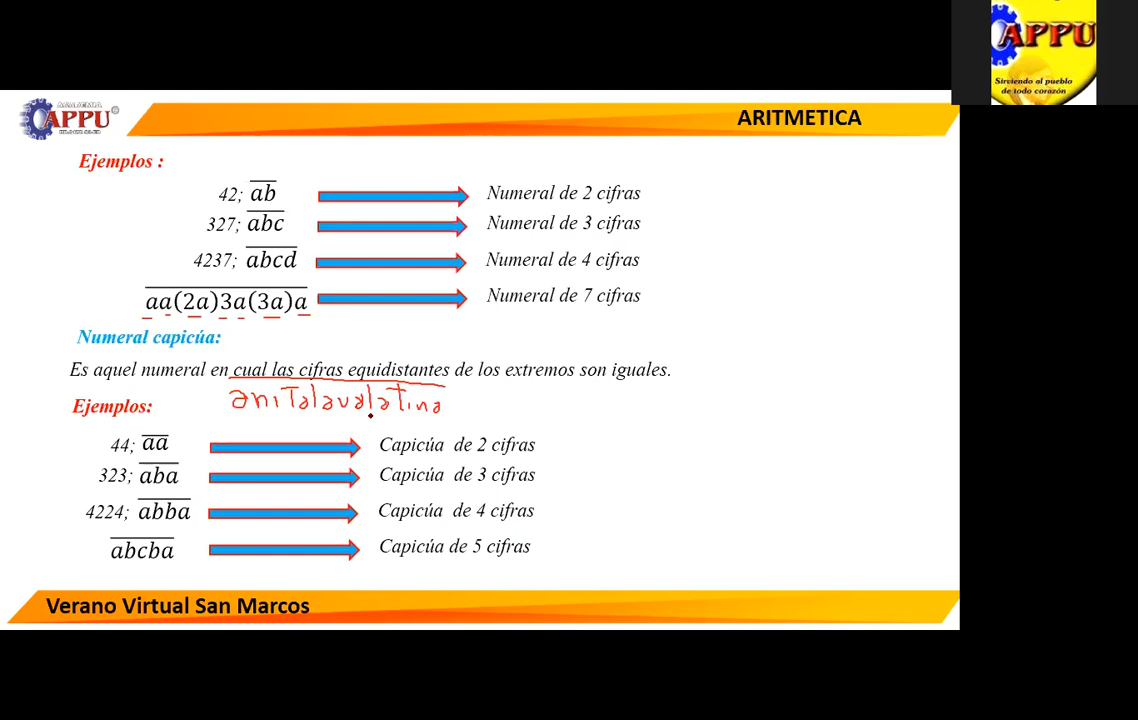 APPU
Sirviendo al pueblo
de todo corazón
ACADEMIA
APPU
ARITMETICA
Ejemplos :
42; ab
Numeral de 2 cifras
327; abc
Numeral de 3 cifras
4237; abcd
Numeral de 4 cifras
aa(2a)3a(3a)a
Numeral de 7 cifras
Numeral capicúa:
Es aquel numeral en cual las cifras equidistantes de los extremos son iguales.
anitalavalatina
Ejemplos:
44; aa
Capicúa de 2 cifras
323; aba
Capicúa de 3 cifras
4224; abba
Capicúa de 4 cifras
abcba
Capicúa de 5 cifras
Verano Virtual San Marcos